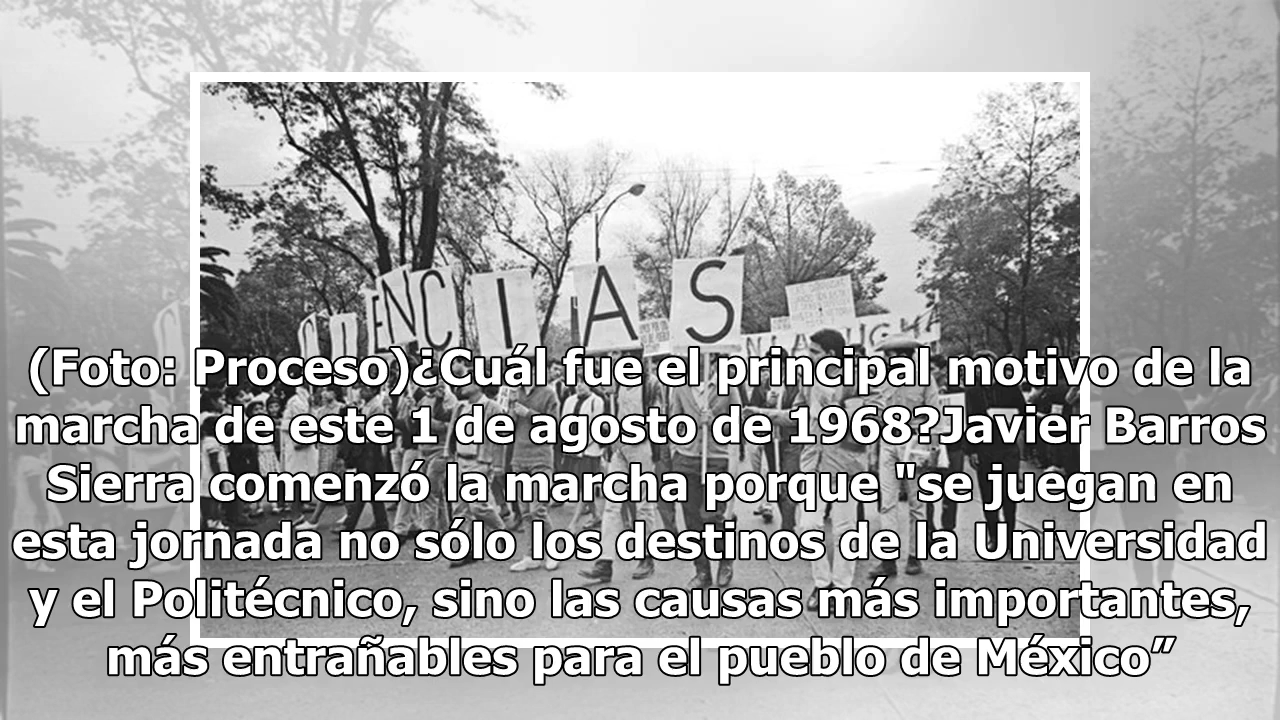 CIENCIAS
(Foto: Proceso)¿Cuál fue el principal motivo de la
marcha de este 1 de agosto de 1968?Javier Barros
Sierra comenzó la marcha porque "se juegan en
esta jornada no sólo los destinos de la Universidad
y el Politécnico, sino las causas más importantes,
más entrañables para el pueblo de México”